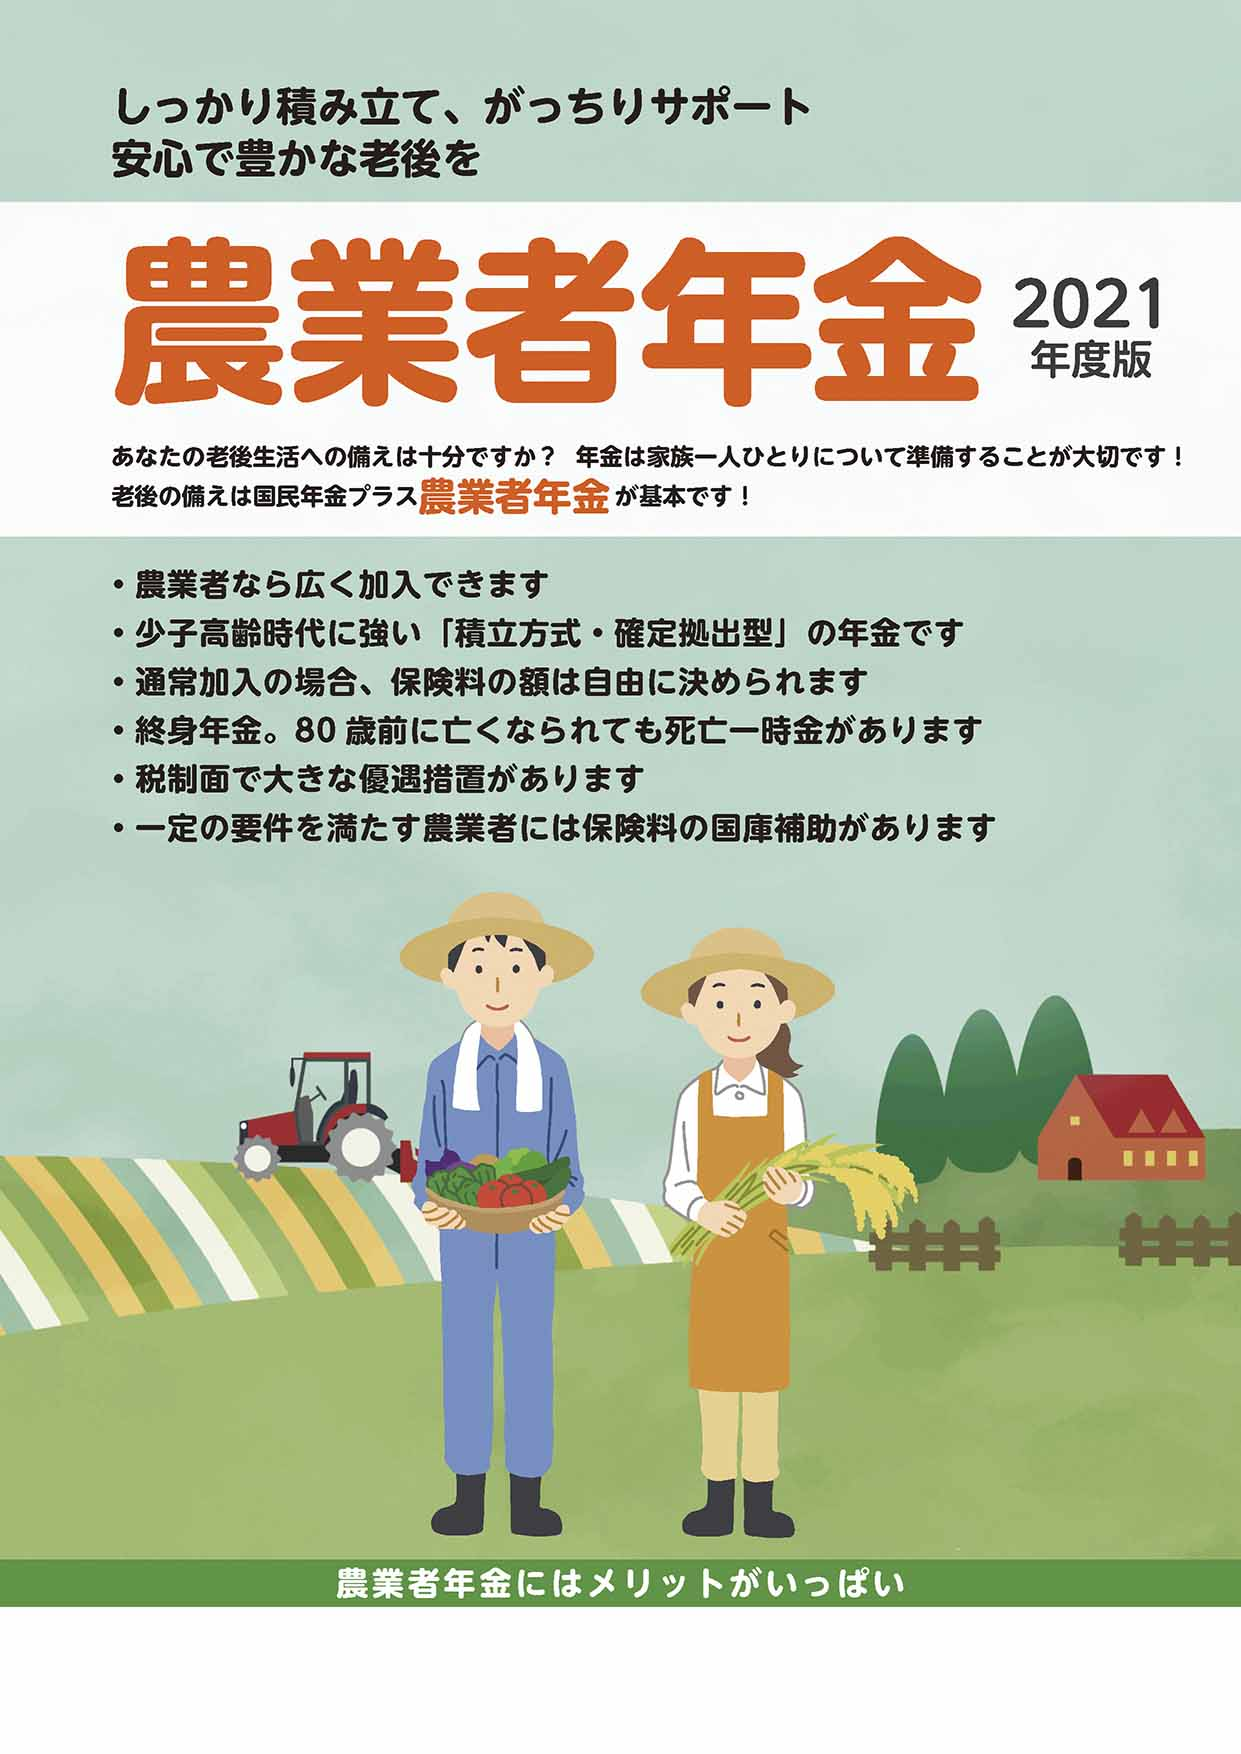 しっかり積み立て、がっちりサポート
安心で豊かな老後を
農業者年金
2021
年度版
あなたの老後生活への備えは十分ですか？ 年金は家族一人ひとりについて準備することが大切です！
老後の備えは国民年金プラス農業者年金が基本です！
・農業者なら広く加入できます
・少子高齢時代に強い「積立方式・確定拠出型」の年金です
・通常加入の場合、保険料の額は自由に決められます
・終身年金。80歳前に亡くなられても死亡一時金があります
・税制面で大きな優遇措置があります
・一定の要件を満たす農業者には保険料の国庫補助があります
農業者年金にはメリットがいっぱい